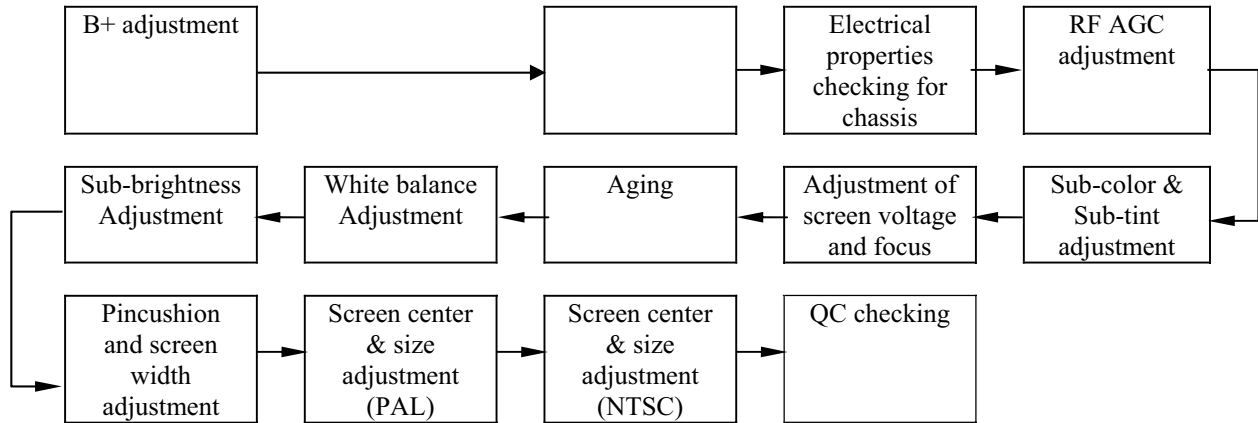 B+ adjustment
Electrical
properties
checking for
chassis
RF AGC
adjustment
Sub-brightness
Adjustment
White balance
Adjustment
Aging
Adjustment of
screen voltage
and focus
Sub-color &
Sub-tint
adjustment
Pincushion
and screen
width
adjustment
Screen center
& size
adjustment
(PAL)
Screen center
& size
adjustment
(NTSC)
QC checking